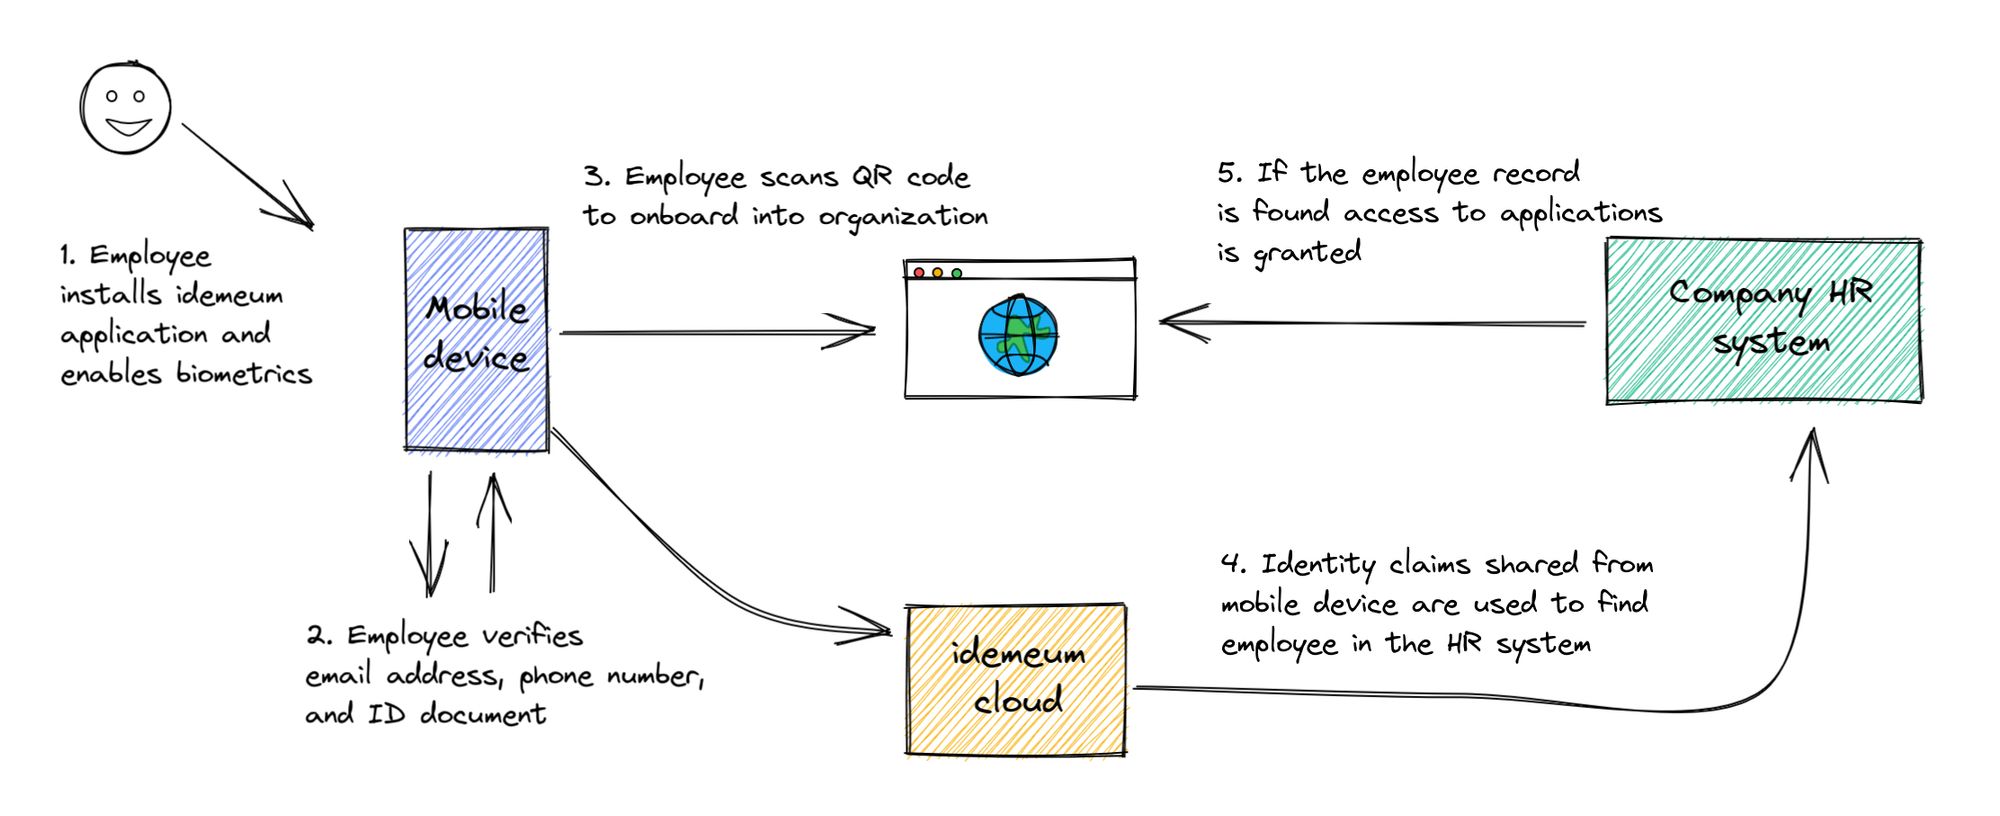 1. Employee
installs idemeum
application and
enables biometrics
Mobile
device
2. Employee verifies
email address, phone number,
and ID document
3. Employee scans QR code
to onboard into organization
idemeum
cloud
4. Identity claims shared from
mobile device are used to find
employee in the HR system
5. If the employee record
is found access to applications
is granted
Company HR
system